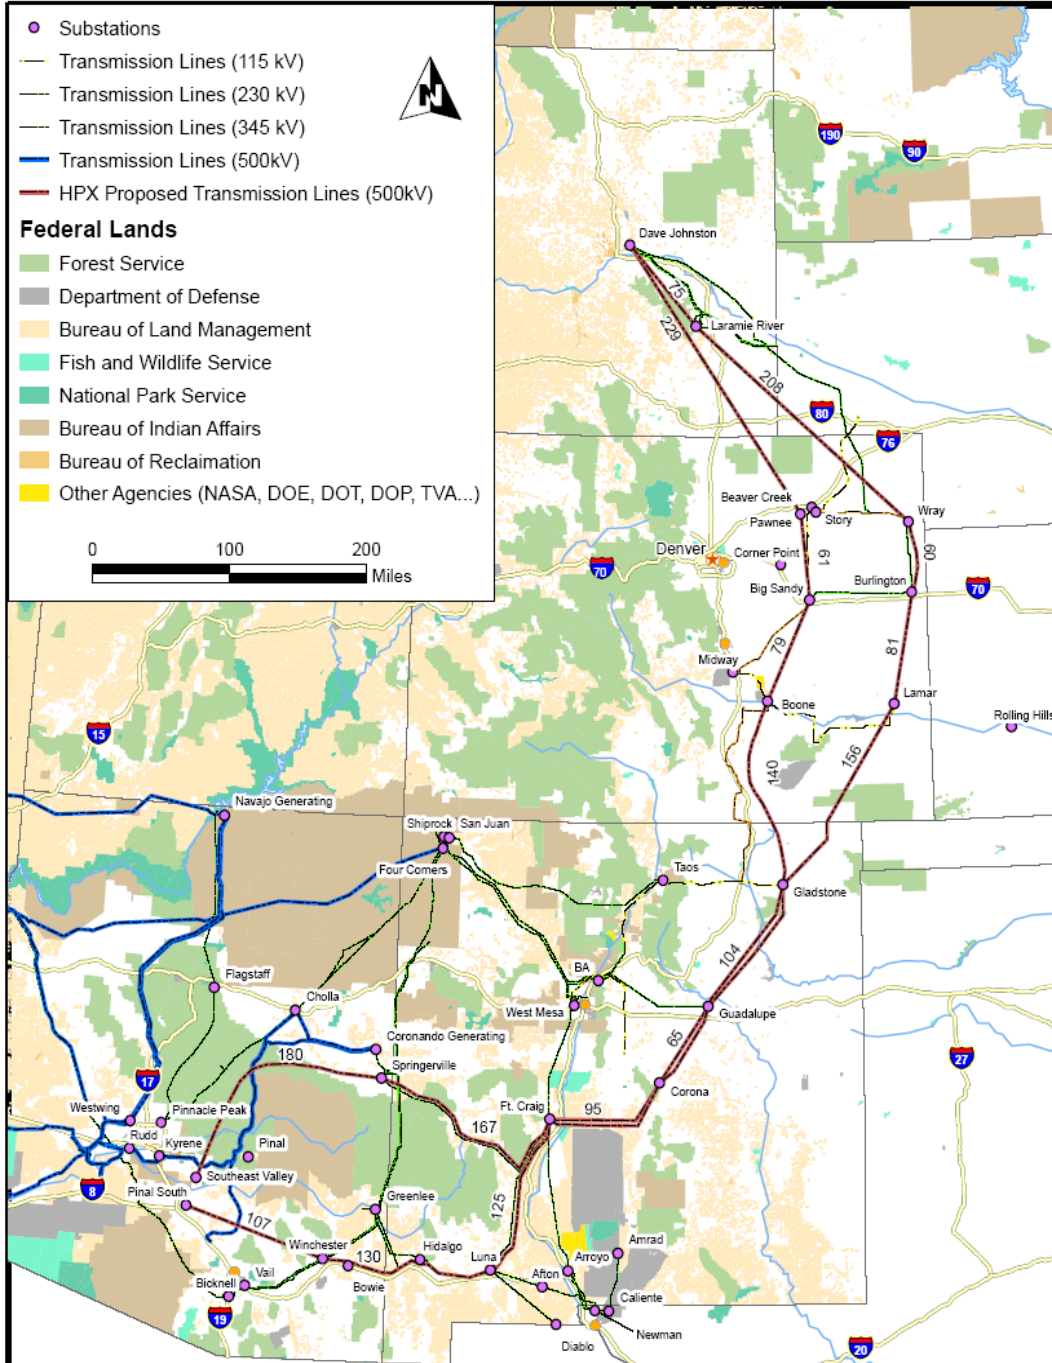 Substations
Transmission Lines (115 kV)
Transmission Lines (230 kV)
Transmission Lines (345 kV)
Transmission Lines (500kV)
HPX Proposed Transmission Lines (500kV)
N
Federal Lands
Forest Service
Department of Defense
Bureau of Land Management
Fish and Wildlife Service
National Park Service
Bureau of Indian Affairs
Bureau of Reclaimation
Other Agencies (NASA, DOE, DOT, DOP, TVA...)
0 100 200
Miles
190
90
Dave Johnston
75
229
Laramie River
208
80
76
Beaver Creek
Pawnee
Story
Wray
Denver
Corner Point
61
60
70
Big Sandy
Burlington
70
79
81
Midway
Boone
Lamar
Rolling Hills
15
140
156
Navajo Generating
Shiprock
San Juan
Four Corners
Taos
Gladstone
104
Flagstaff
Cholla
BA
West Mesa
Guadalupe
65
Coronando Generating
Springerville
180
27
17
Corona
Westwing
Pinnacle Peak
Ft. Craig
95
167
Rudd
Kyrene
Pinal
Southeast Valley
8
Pinal South
Greenlee
125
107
Winchester
130
Hidalgo
Luna
Amrad
Arroyo
Vail
Bicknell
Bowie
Afton
Caliente
19
Newman
Diablo
20